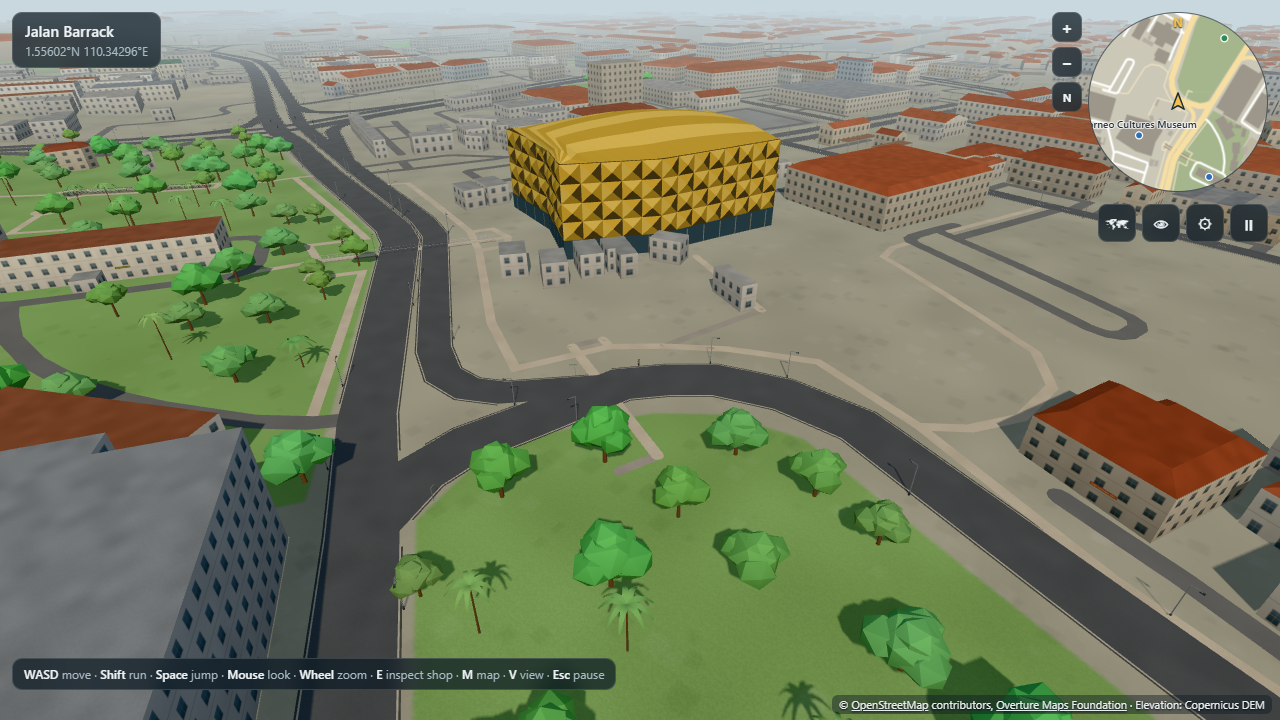 Jalan Barrack
1.55602°N 110.34296°E
+
−
N
N
rneo Cultures Museum
WASD move · Shift run · Space jump · Mouse look · Wheel zoom · E inspect shop · M map · V view · Esc pause
© OpenStreetMap contributors, Overture Maps Foundation · Elevation: Copernicus DEM